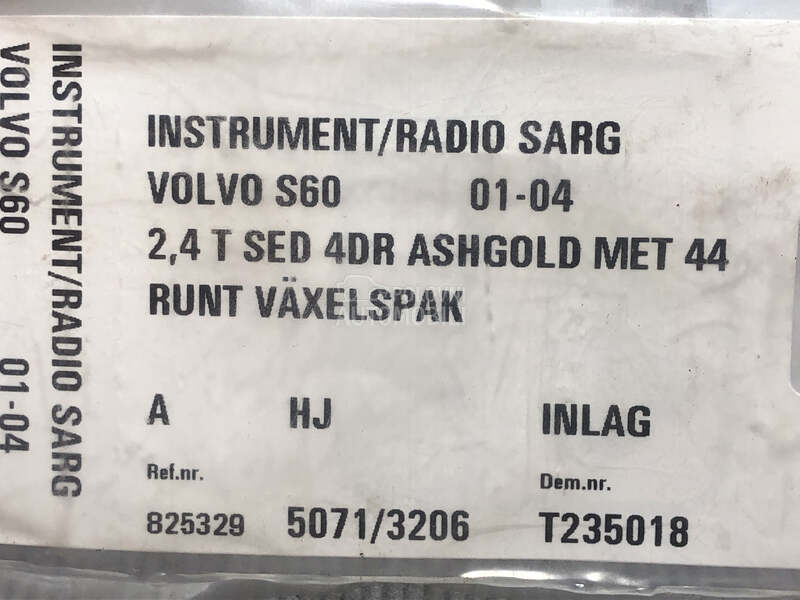 INSTRUMENT/RADIO SARG
VOLVO S60 01-04
INSTRUMENT/RADIO SARG
VOLVO S60 01-04
2,4 T SED 4DR ASHGOLD MET 44
RUNT VÄXELSPAK
A HJ INLAG
Ref.nr. Dem.nr.
825329 5071/3206 T235018